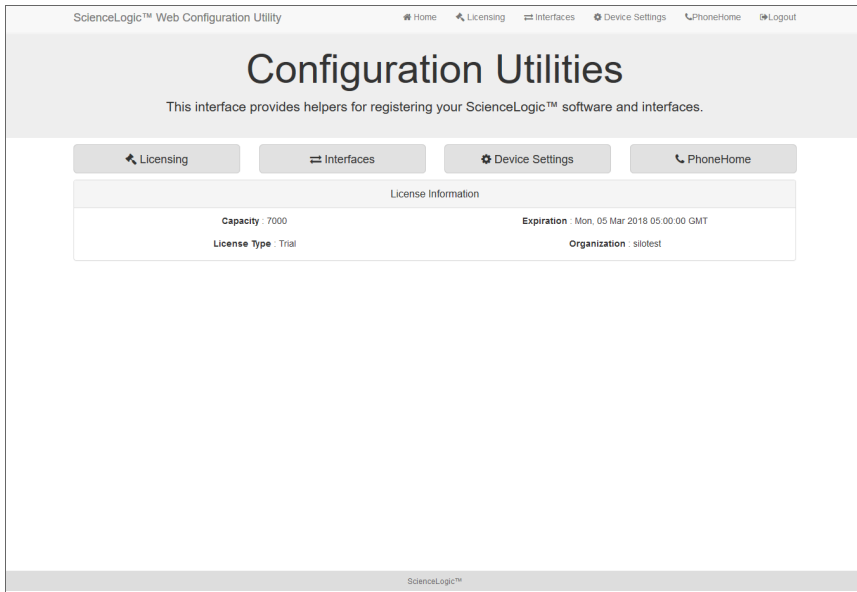 ScienceLogic™ Web Configuration Utility
Home Licensing Interfaces Device Settings PhoneHome Logout
Configuration Utilities
This interface provides helpers for registering your ScienceLogic™ software and interfaces.
Licensing Interfaces Device Settings PhoneHome
License Information
Capacity : 7000 Expiration : Mon, 05 Mar 2018 05:00:00 GMT
License Type : Trial Organization : silotest
ScienceLogic™